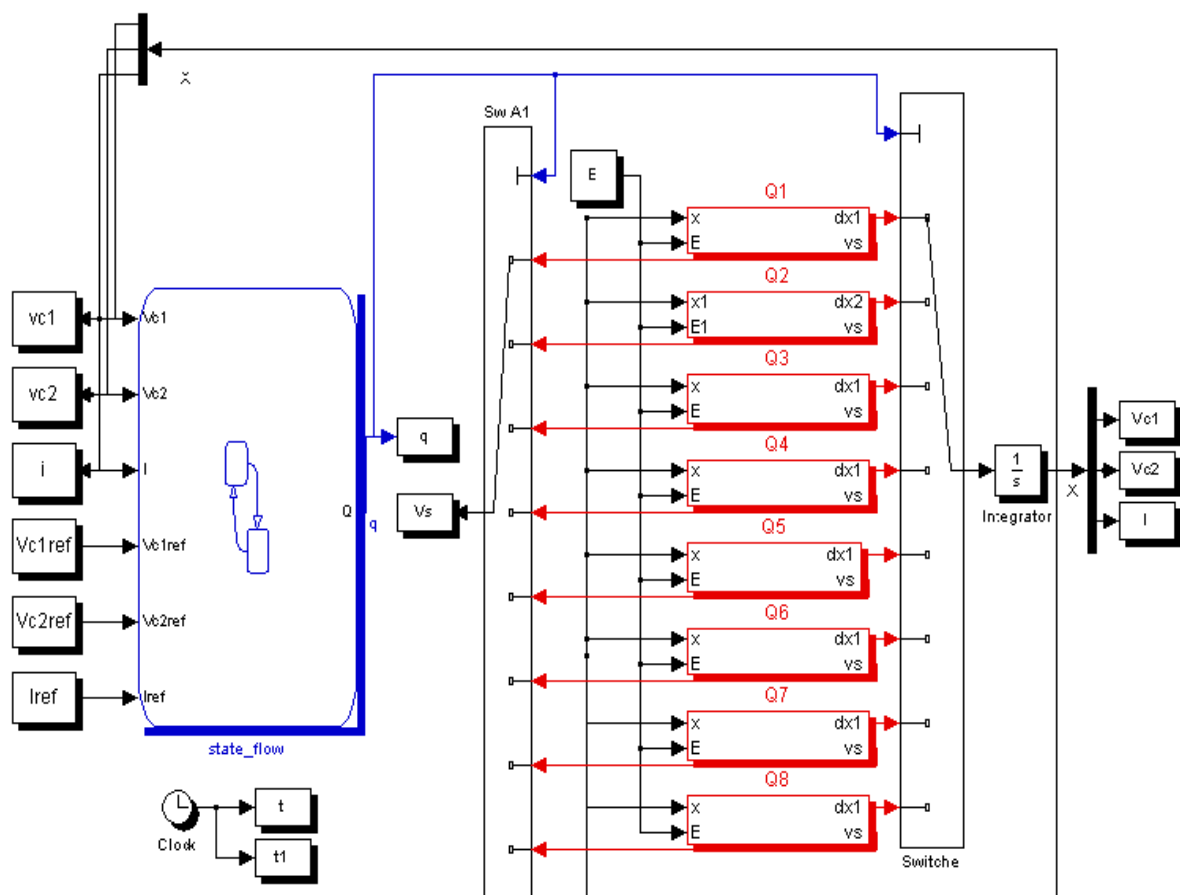 X
Sw A1
E
Q1
x
dx1
E
vs
Q2
x1
dx2
E1
vs
Q3
x
dx1
E
vs
Q4
x
dx1
E
vs
Q5
x
dx1
E
vs
Q6
x
dx1
E
vs
Q7
x
dx1
E
vs
Q8
x
dx1
E
vs
Switche
vc1
vc2
i
Vc1ref
Vc2ref
Iref
Vc1
Vc2
I
Vc1ref
Vc2ref
Iref
Q
q
state_flow
q
Vs
Clock
t
t1
1
s
Integrator
X
Vc1
Vc2
I